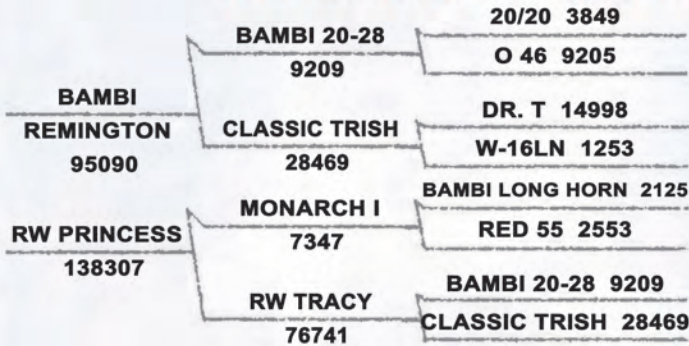 BAMBI
REMINGTON
95090
BAMBI 20-28
9209
20/20 3849
O 46 9205
CLASSIC TRISH
28469
DR. T 14998
W-16LN 1253
RW PRINCESS
138307
MONARCH I
7347
BAMBI LONG HORN 2125
RED 55 2553
RW TRACY
76741
BAMBI 20-28 9209
CLASSIC TRISH 28469